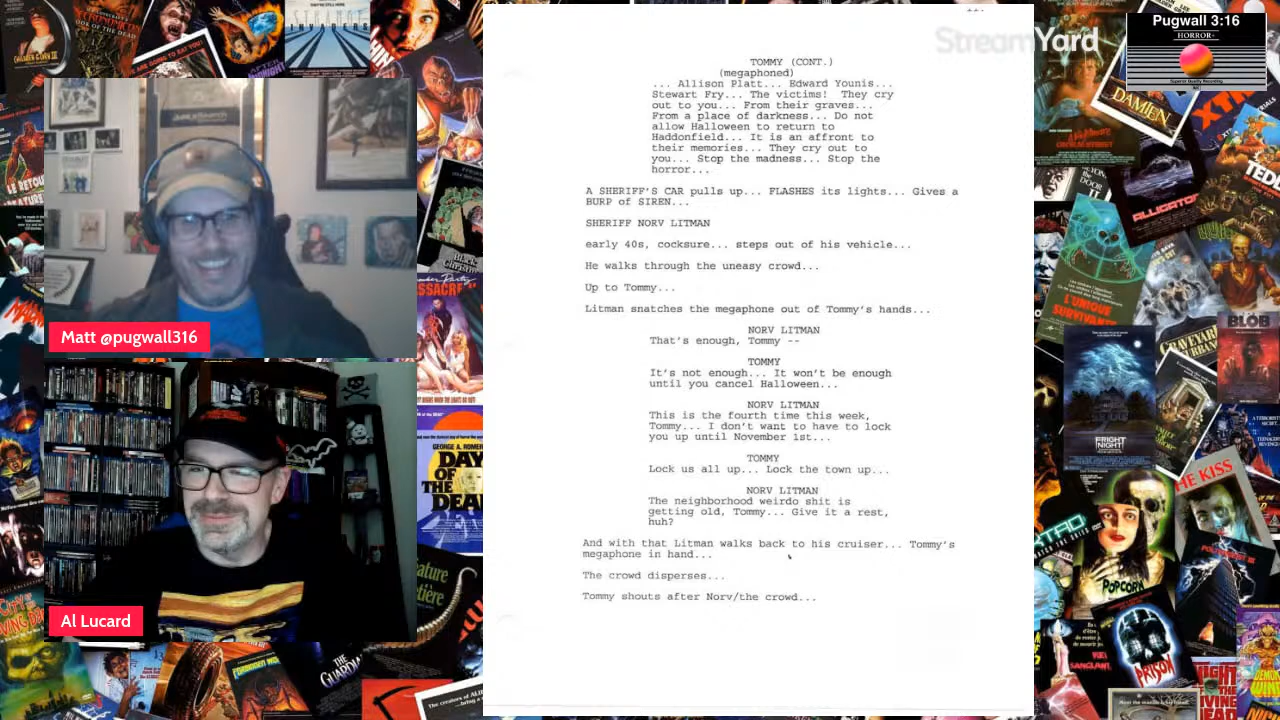 StreamYard
Pugwall 3:16
HORROR+
Superior Quality Recording
TOMMY (CONT.)
(megaphoned)
... Allison Platt... Edward Younis...
Stewart Fry... The victims! They cry
out to you... From their graves...
From a place of darkness... Do not
allow Halloween to return to
Haddonfield... It is an affront to
their memories... They cry out to
you... Stop the madness... Stop the
horror...
A SHERIFF'S CAR pulls up... FLASHES its lights... Gives a
BURP of SIREN...
SHERIFF NORV LITMAN
early 40s, cocksure... steps out of his vehicle...
He walks through the uneasy crowd...
Up to Tommy...
Litman snatches the megaphone out of Tommy's hands...
NORV LITMAN
That's enough, Tommy --
TOMMY
It's not enough... It won't be enough
until you cancel Halloween...
NORV LITMAN
This is the fourth time this week,
Tommy... I don't want to have to lock
you up until November 1st...
TOMMY
Lock us all up... Lock the town up...
NORV LITMAN
The neighborhood weirdo shit is
getting old, Tommy... Give it a rest,
huh?
And with that Litman walks back to his cruiser... Tommy's
megaphone in hand...
The crowd disperses...
Tommy shouts after Norv/the crowd...
Matt @pugwall316
Al Lucard
GEORGE A. ROMERO
DAY
OF THE
DEAD
DAMIEN
ALLIGATOR
L'UNIQUE
SURVIVANTE
BLOB
FRIGHT
NIGHT
THE KISS
POPCORN
PRISON
POLTERGEIST III